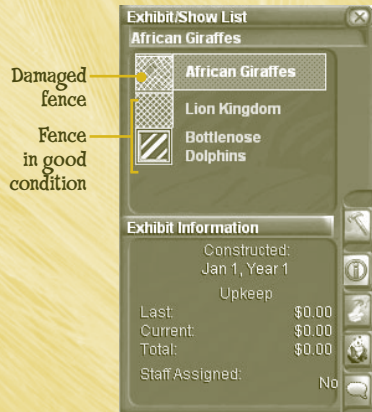 Exhibit/Show List
African Giraffes
Damaged
fence
African Giraffes
Fence
in good
condition
Lion Kingdom
Bottlenose
Dolphins
Exhibit Information
Constructed:
Jan 1, Year 1
Upkeep
Last: $0.00
Current: $0.00
Total: $0.00
Staff Assigned: No